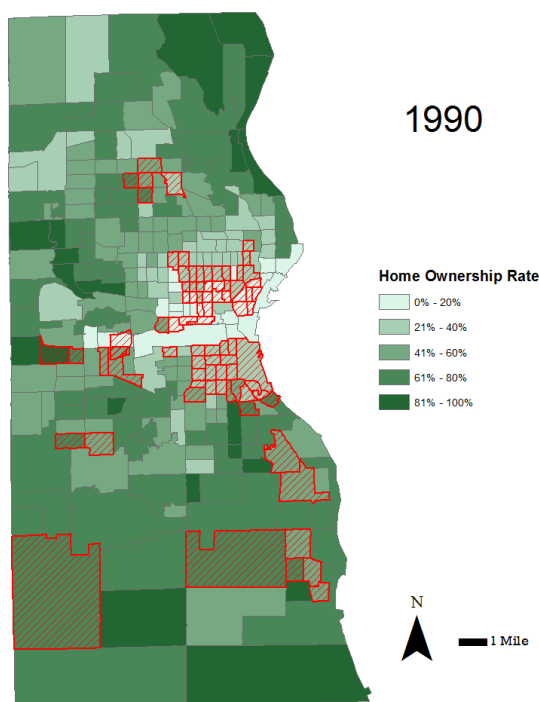 1990
Home Ownership Rate
0% - 20%
21% - 40%
41% - 60%
61% - 80%
81% - 100%
N
1 Mile